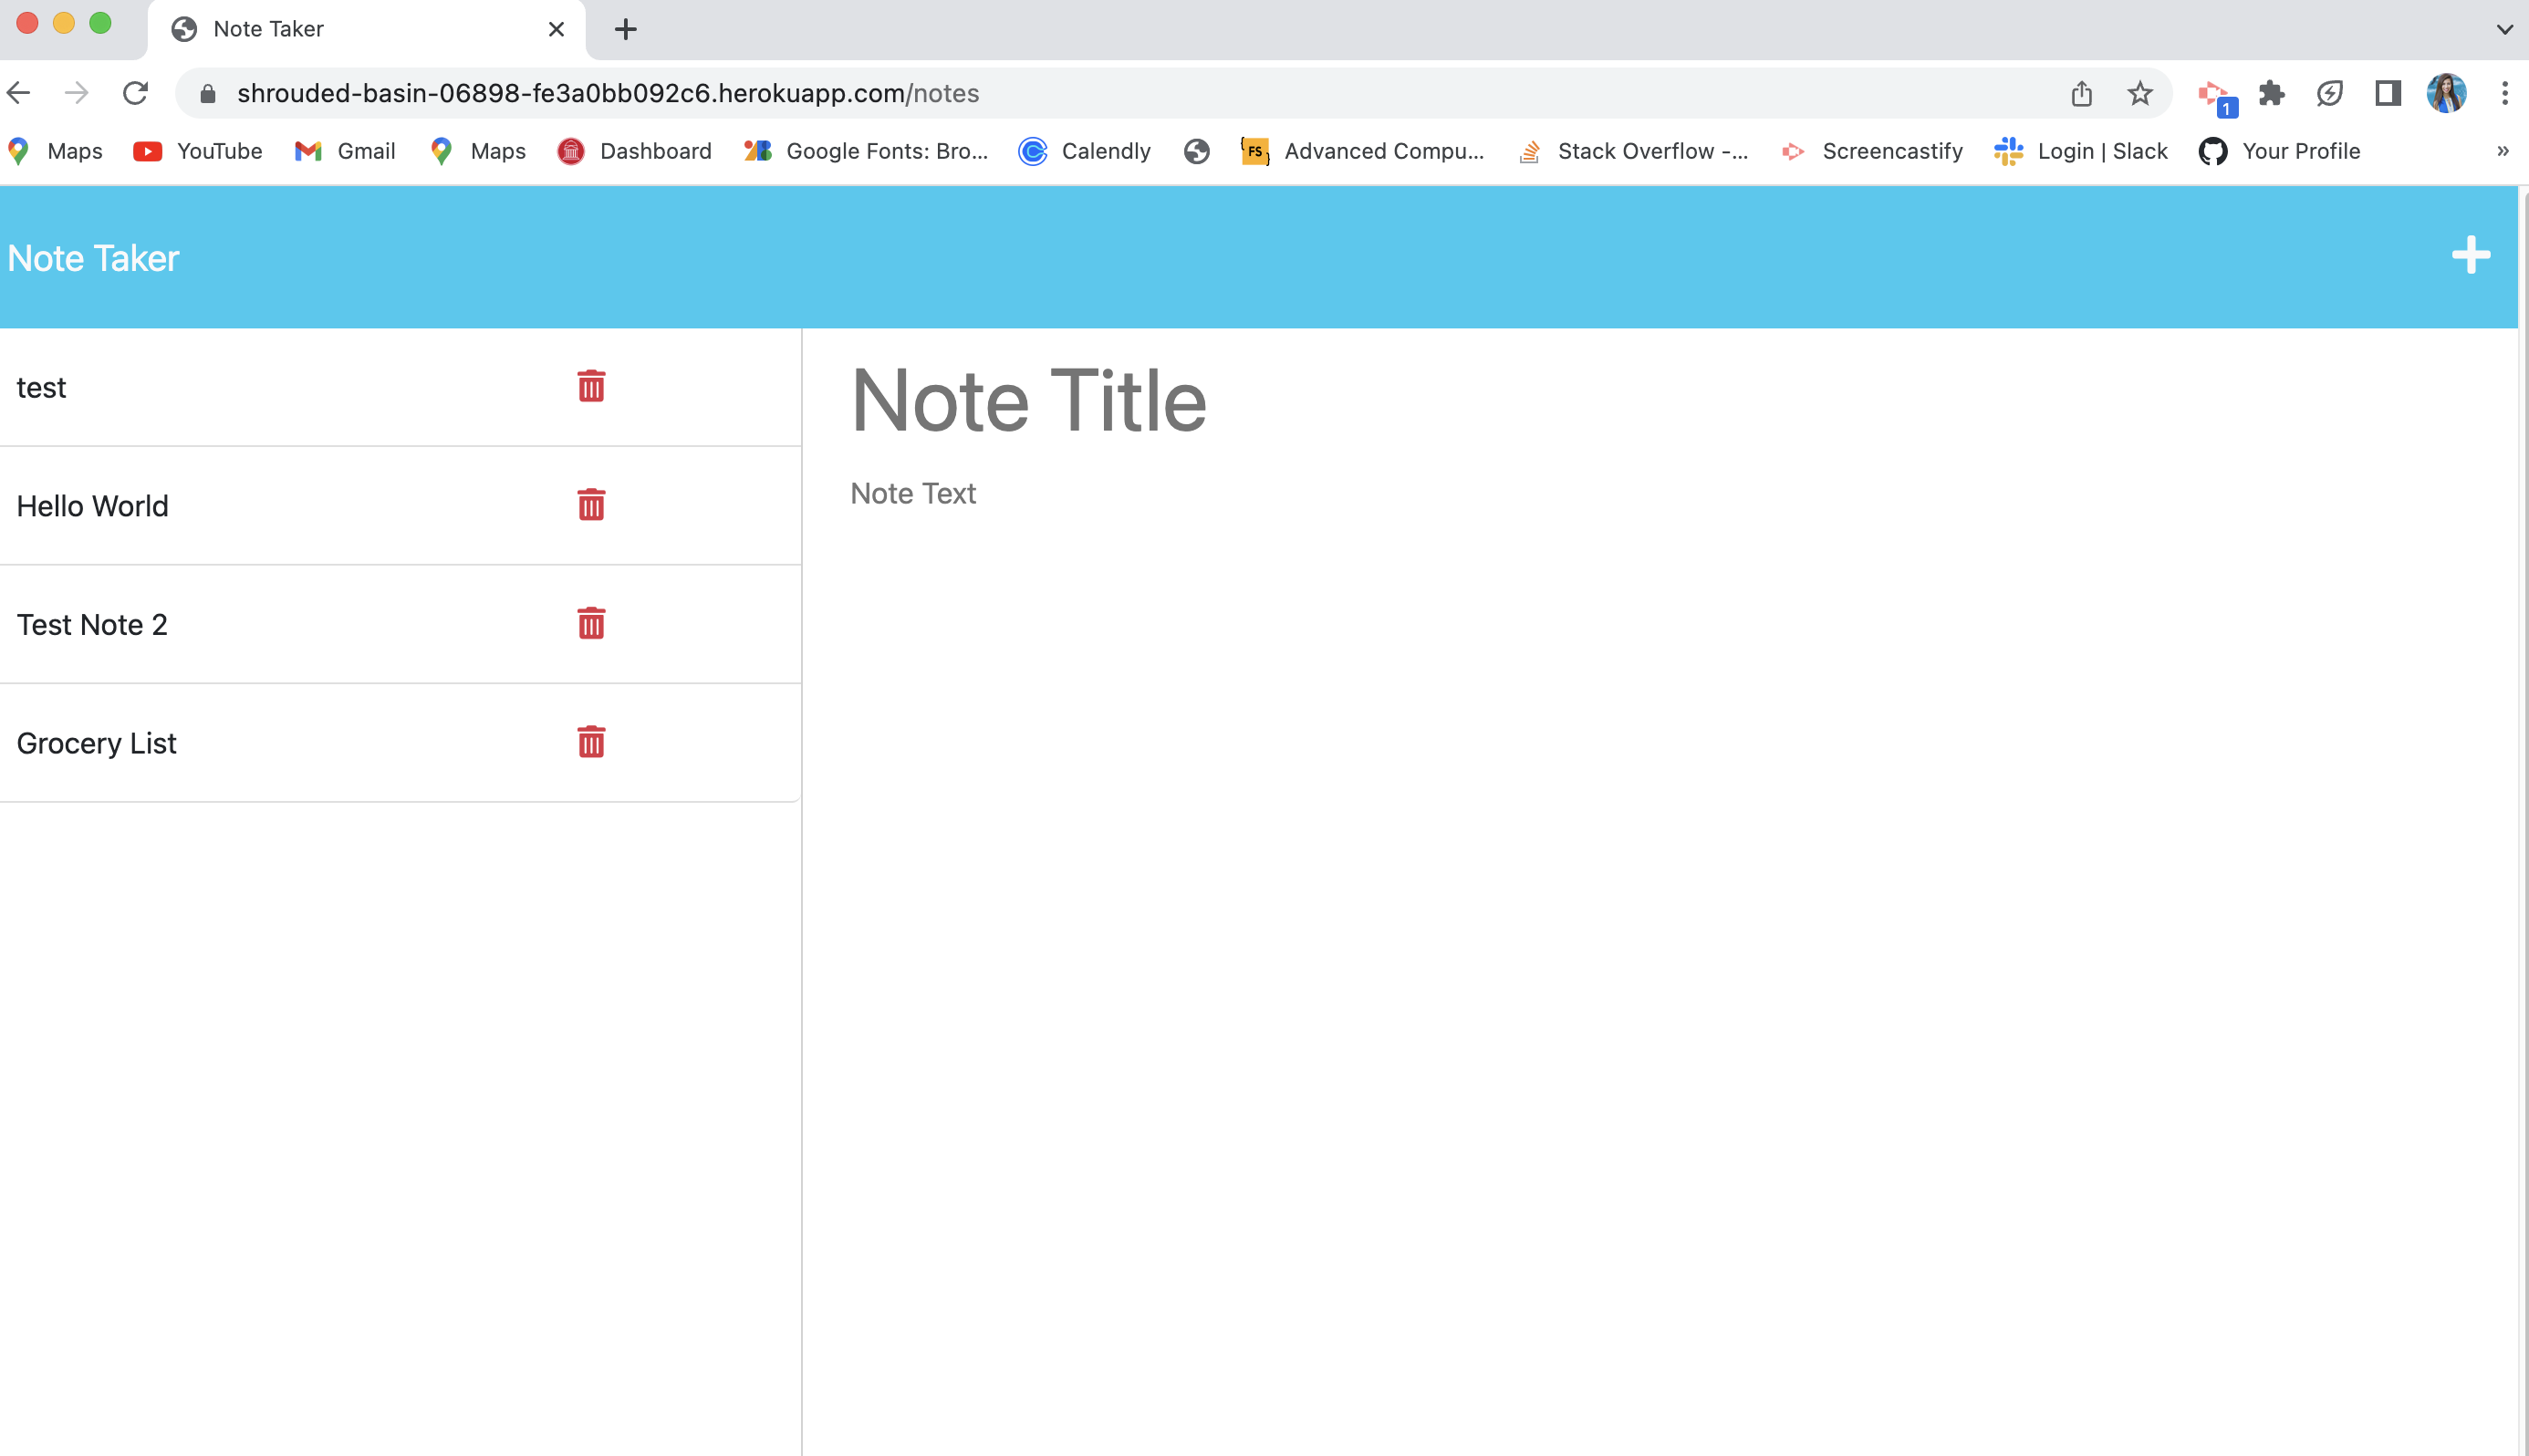 Note Taker
shrouded-basin-06898-fe3a0bb092c6.herokuapp.com/notes
1
Maps YouTube Gmail Maps Dashboard Google Fonts: Bro... Calendly FS Advanced Compu... Stack Overflow -... Screencastify Login | Slack Your Profile »
Note Taker
test
Hello World
Test Note 2
Grocery List
Note Title
Note Text